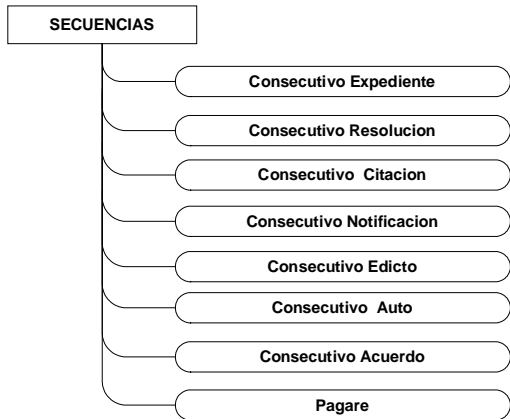 SECUENCIAS
Consecutivo Expediente
Consecutivo Resolucion
Consecutivo Citacion
Consecutivo Notificacion
Consecutivo Edicto
Consecutivo Auto
Consecutivo Acuerdo
Pagare